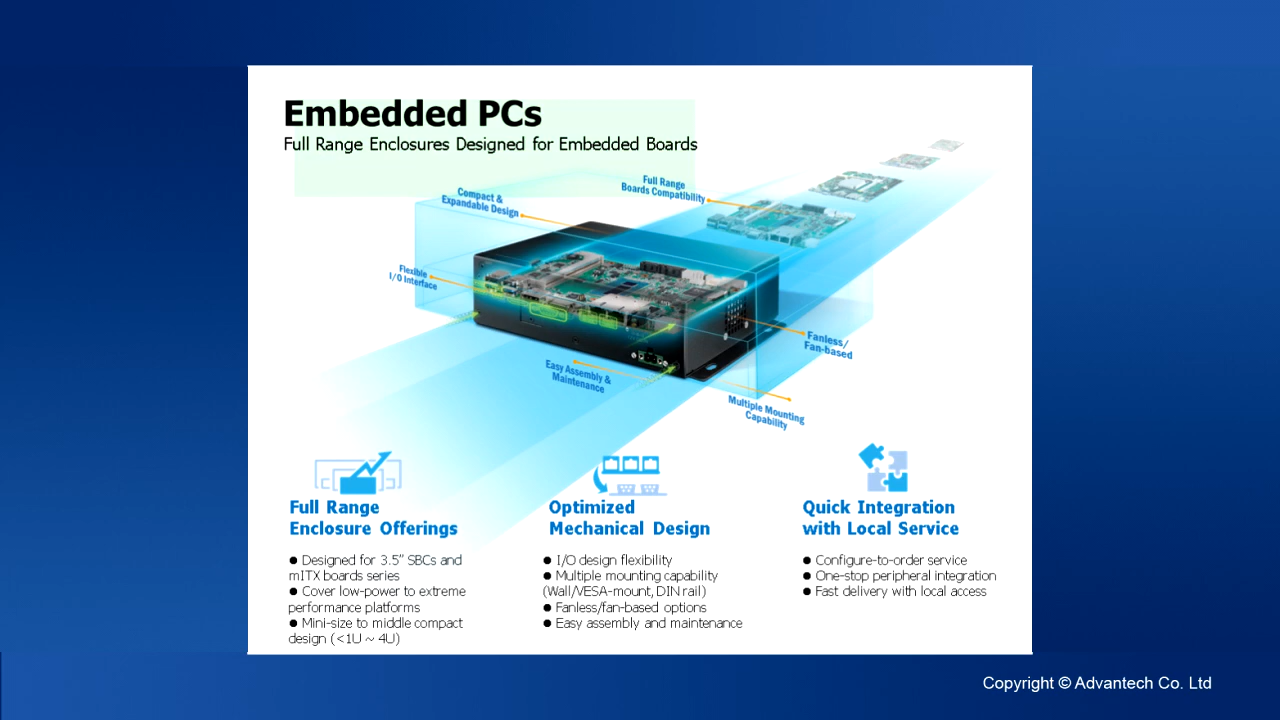 Embedded PCs
Full Range Enclosures Designed for Embedded Boards
Compact &
Expandable Design
Full Range
Boards Compatibility
Flexible
I/O Interface
Fanless/
Fan-based
Easy Assembly &
Maintenance
Multiple Mounting
Capability
Full Range
Enclosure Offerings
● Designed for 3.5" SBCs and
mITX boards series
● Cover low-power to extreme
performance platforms
● Mini-size to middle compact
design (<1U ~ 4U)
Optimized
Mechanical Design
● I/O design flexibility
● Multiple mounting capability
(Wall/VESA-mount, DIN rail)
● Fanless/fan-based options
● Easy assembly and maintenance
Quick Integration
with Local Service
● Configure-to-order service
● One-stop peripheral integration
● Fast delivery with local access
Copyright © Advantech Co. Ltd